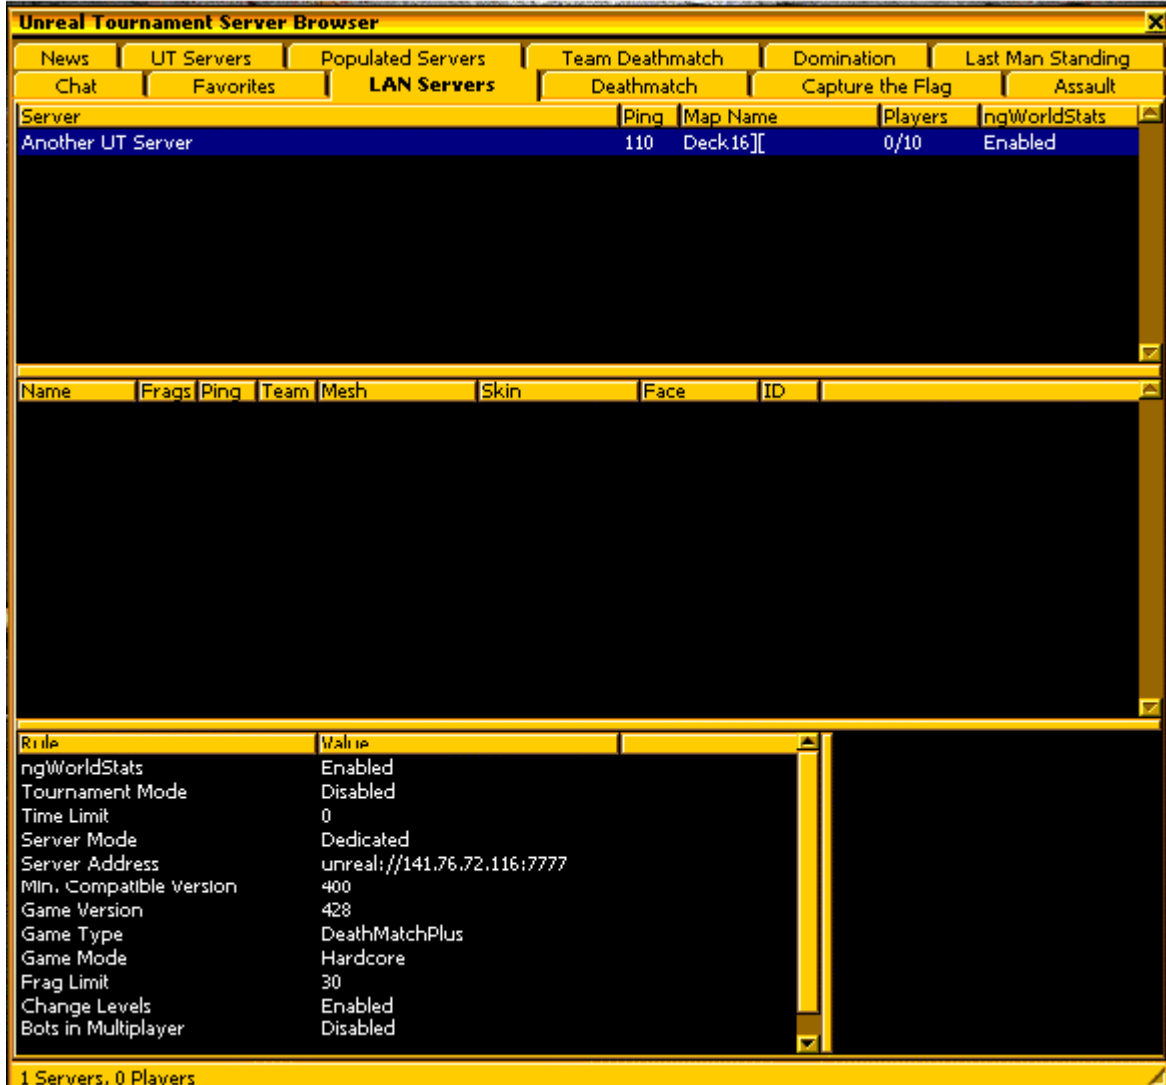 Unreal Tournament Server Browser
News UT Servers Populated Servers Team Deathmatch Domination Last Man Standing
Chat Favorites LAN Servers Deathmatch Capture the Flag Assault
Server Ping Map Name Players ngWorldStats
Another UT Server 110 Deck16][ 0/10 Enabled
Name Frags Ping Team Mesh Skin Face ID
Rule Value
ngWorldStats Enabled
Tournament Mode Disabled
Time Limit 0
Server Mode Dedicated
Server Address unreal://141.76.72.116:7777
Min. Compatible Version 400
Game Version 428
Game Type DeathMatchPlus
Game Mode Hardcore
Frag Limit 30
Change Levels Enabled
Bots in Multiplayer Disabled
1 Servers, 0 Players